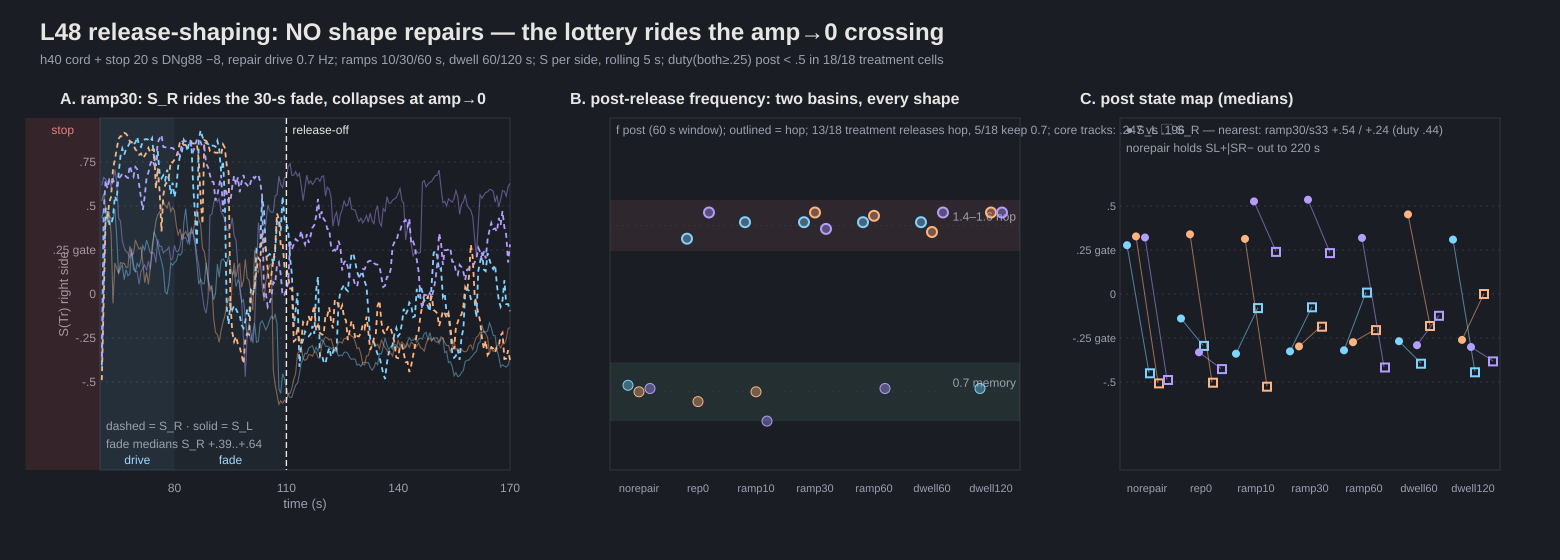 L48 release-shaping: NO shape repairs — the lottery rides the amp→0 crossing
h40 cord + stop 20 s DNg88 −8, repair drive 0.7 Hz; ramps 10/30/60 s, dwell 60/120 s; S per side, rolling 5 s; duty(both≥.25) post < .5 in 18/18 treatment cells
A. ramp30: S_R rides the 30-s fade, collapses at amp→0
stop
release-off
.75
.5
.25 gate
0
-.25
-.5
S(Tr) right side
dashed = S_R · solid = S_L
fade medians S_R +.39..+.64
drive
fade
80
110
140
170
time (s)
B. post-release frequency: two basins, every shape
f post (60 s window); outlined = hop; 13/18 treatment releases hop, 5/18 keep 0.7; core tracks:
hop
0.7 memory
norepair
rep0
ramp10
ramp30
ramp60
dwell60
dwell120
C. post state map (medians)
S_R — nearest: ramp30/s33 +.54 / +.24 (duty .44)
norepair holds SL+|SR− out to 220 s
.5
.25 gate
0
-.25 gate
-.5
norepair
rep0
ramp10
ramp30
ramp60
dwell60
dwell120